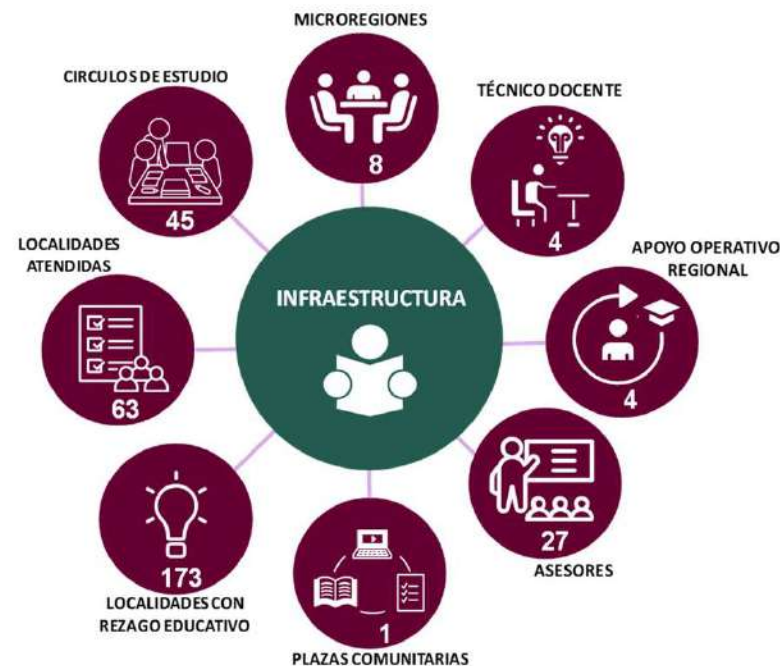 MICROREGIONES
8
TÉCNICO DOCENTE
4
APOYO OPERATIVO
REGIONAL
4
27
ASESORES
1
PLAZAS COMUNITARIAS
173
LOCALIDADES CON
REZAGO EDUCATIVO
LOCALIDADES
ATENDIDAS
63
CIRCULOS DE ESTUDIO
45
INFRAESTRUCTURA